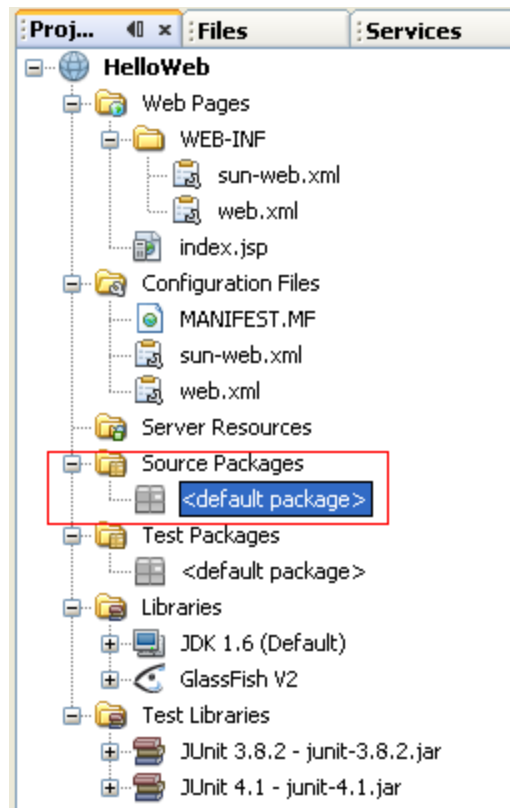 Proj... Files Services
HelloWeb
Web Pages
WEB-INF
sun-web.xml
web.xml
index.jsp
Configuration Files
MANIFEST.MF
sun-web.xml
web.xml
Server Resources
Source Packages
<default package>
Test Packages
<default package>
Libraries
JDK 1.6 (Default)
GlassFish V2
Test Libraries
JUnit 3.8.2 - junit-3.8.2.jar
JUnit 4.1 - junit-4.1.jar